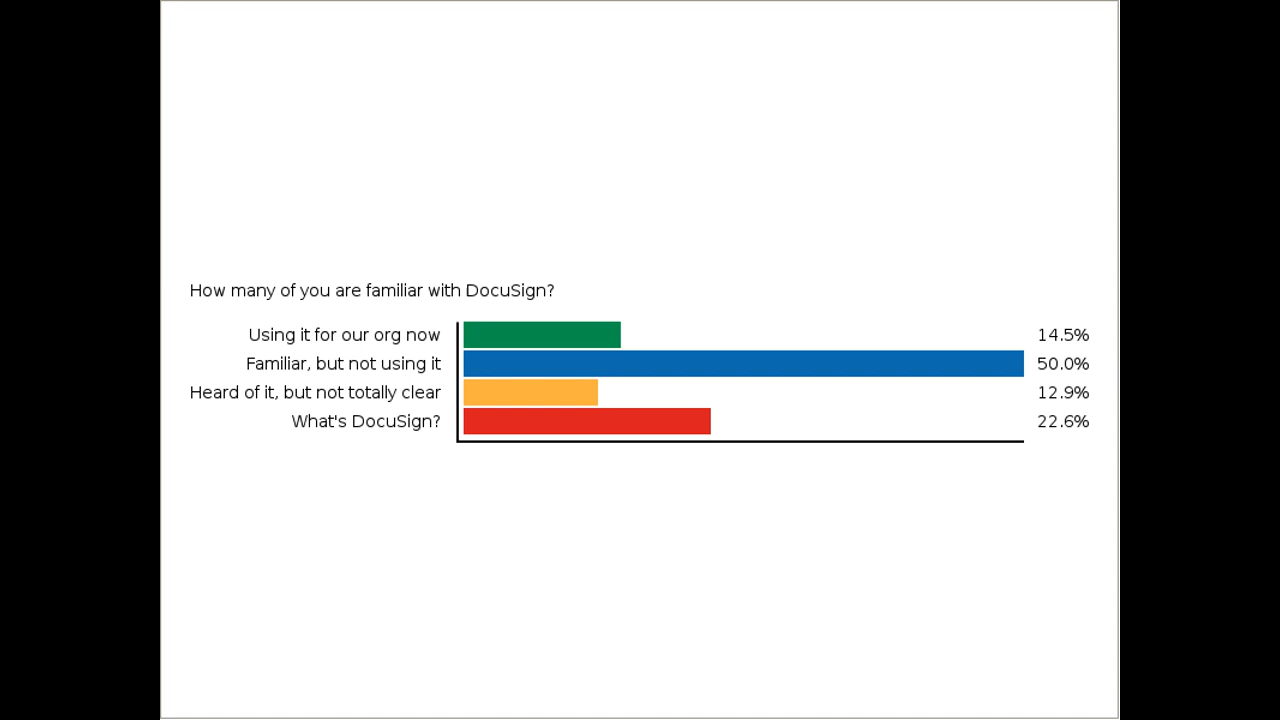 How many of you are familiar with DocuSign?
Using it for our org now 14.5%
Familiar, but not using it 50.0%
Heard of it, but not totally clear 12.9%
What's DocuSign? 22.6%